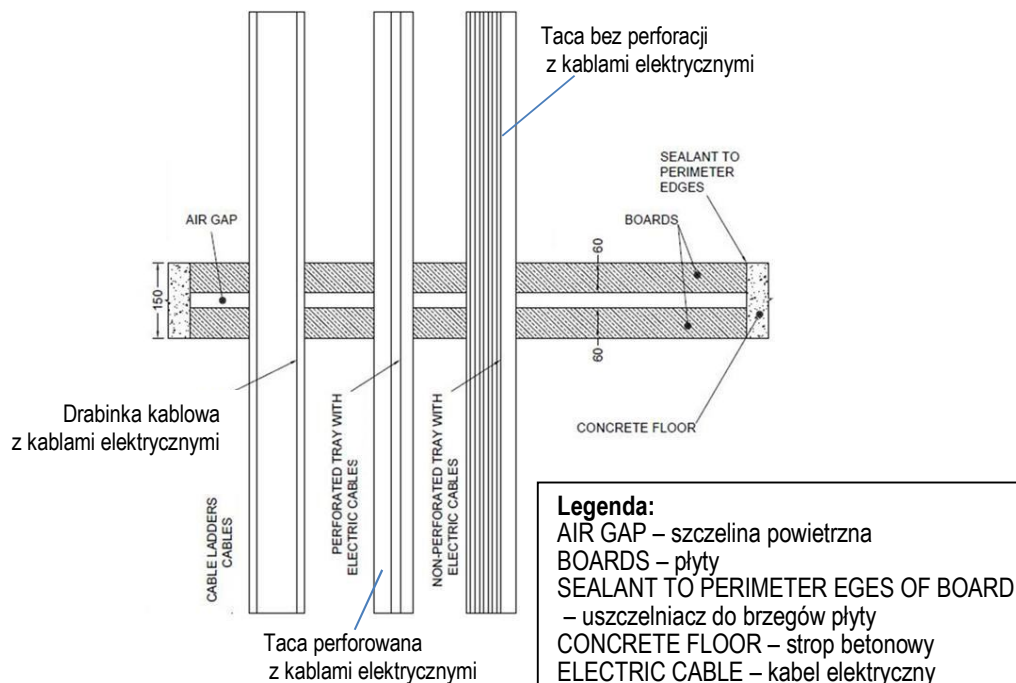 Taca bez perforacji
z kablami elektrycznymi
SEALANT TO
PERIMETER
EDGES
AIR GAP
BOARDS
60
150
60
Drabinka kablowa
z kablami elektrycznymi
CONCRETE FLOOR
CABLE LADDERS
CABLES
PERFORATED TRAY WITH
ELECTRIC CABLES
NON-PERFORATED TRAY WITH
ELECTRIC CABLES
Taca perforowana
z kablami elektrycznymi
Legenda:
AIR GAP – szczelina powietrzna
BOARDS – płyty
SEALANT TO PERIMETER EGES OF BOARD
– uszczelniacz do brzegów płyty
CONCRETE FLOOR – strop betonowy
ELECTRIC CABLE – kabel elektryczny